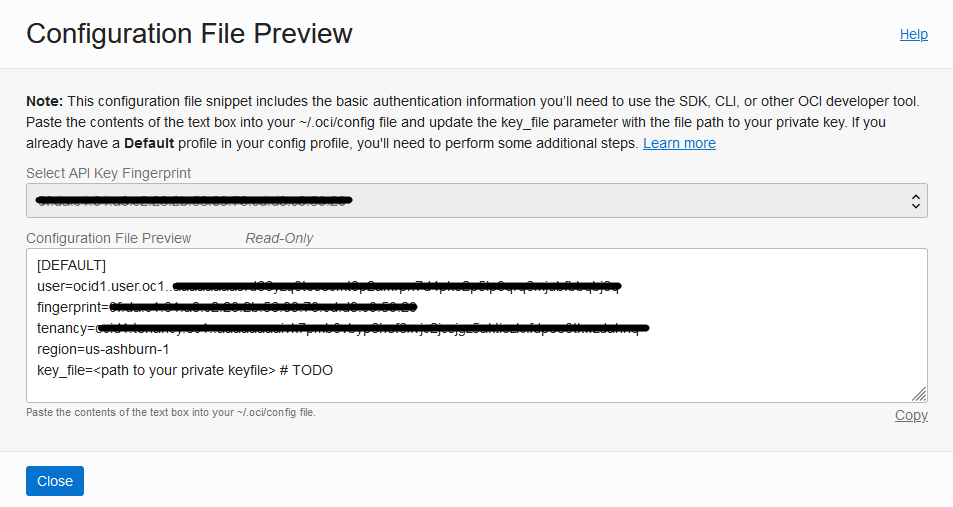 Configuration File Preview
Help
Note: This configuration file snippet includes the basic authentication information you'll need to use the SDK, CLI, or other OCI developer tool.
Paste the contents of the text box into your ~/.oci/config file and update the key_file parameter with the file path to your private key. If you
already have a Default profile in your config profile, you'll need to perform some additional steps. Learn more
Select API Key Fingerprint
Configuration File Preview Read-Only
[DEFAULT]
user=ocid1.user.oc1..
fingerprint=
tenancy=
region=us-ashburn-1
key_file=<path to your private keyfile> # TODO
Paste the contents of the text box into your ~/.oci/config file.
Copy
Close